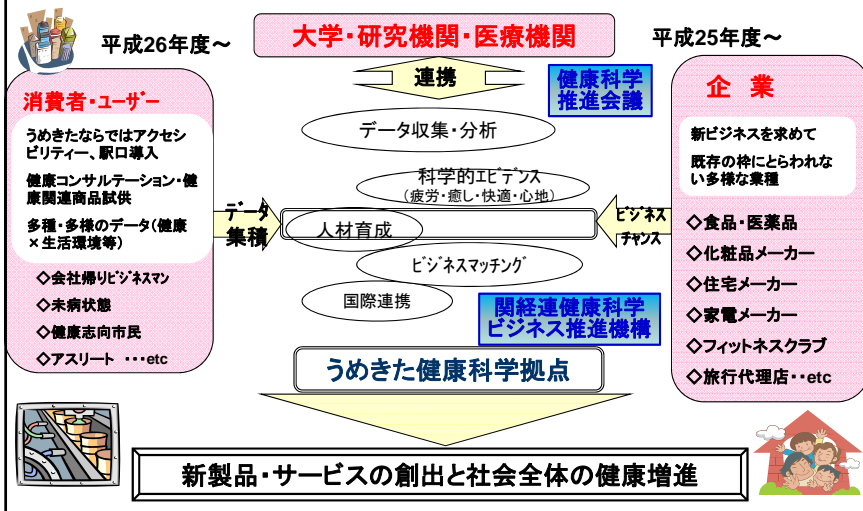 平成26年度～
大学・研究機関・医療機関
平成25年度～
連携
健康科学
推進会議
消費者・ユーザー
うめきたならではアクセシ
ビリティー、駅口導入
健康コンサルテーション・健
康関連商品試供
多種・多様のデータ（健康
×生活環境等）
◇会社帰りビジネスマン
◇未病状態
◇健康志向市民
◇アスリート ・・・etc
データ
集積
データ収集・分析
科学的エビデンス
（疲労・癒し・快適・心地）
人材育成
ビジネスマッチング
国際連携
関経連健康科学
ビジネス推進機構
うめきた健康科学拠点
ビジネス
チャンス
企　業
新ビジネスを求めて
既存の枠にとらわれな
い多様な業種
◇食品・医薬品
◇化粧品メーカー
◇住宅メーカー
◇家電メーカー
◇フィットネスクラブ
◇旅行代理店・・etc
新製品・サービスの創出と社会全体の健康増進